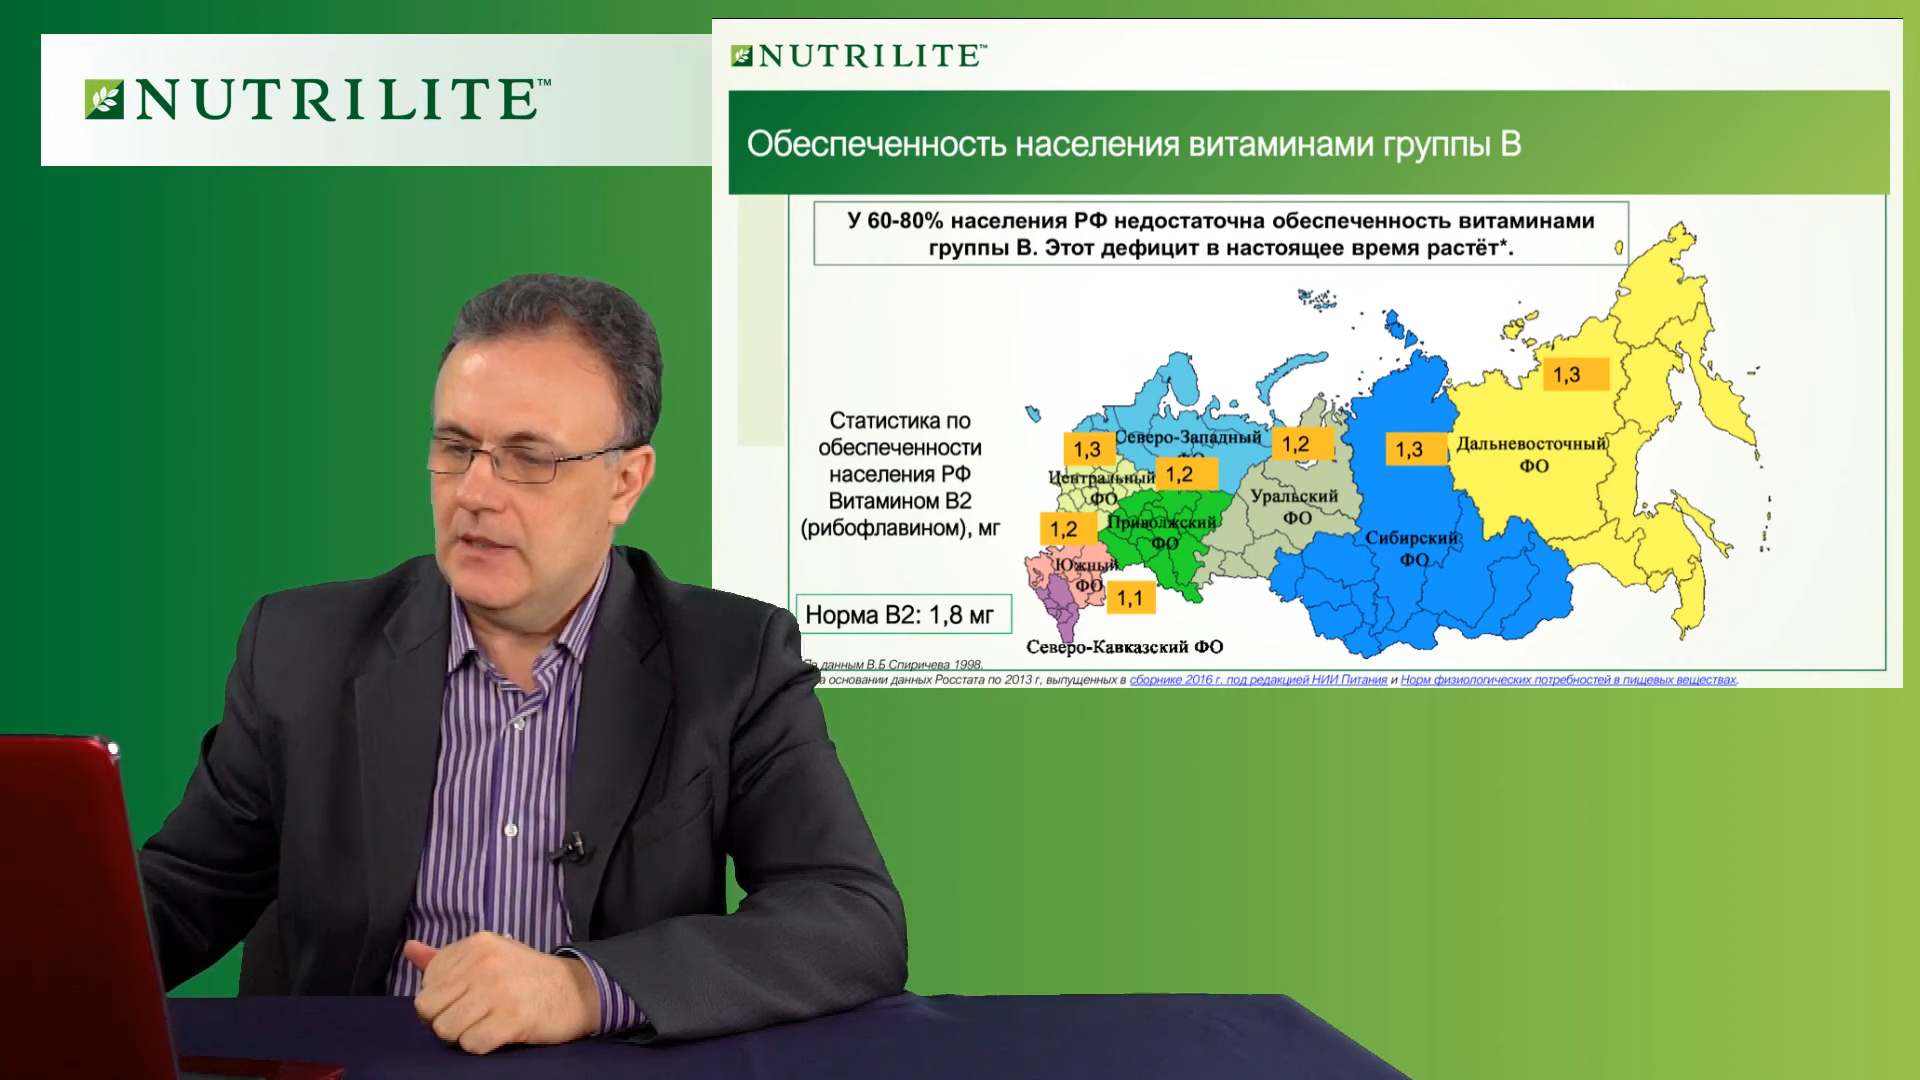 NUTRILITE™
NUTRILITE™
Обеспеченность населения витаминами группы В
У 60-80% населения РФ недостаточна обеспеченность витаминами
группы В. Этот дефицит в настоящее время растёт*.
Статистика по
обеспеченности
населения РФ
Витамином В2
(рибофлавином), мг
Норма В2: 1,8 мг
1,3
1,3
Северо-Западный
ФО
1,2
1,3
Дальневосточный
ФО
Центральный
ФО
1,2
Уральский
ФО
1,2
Приволжский
ФО
Сибирский
ФО
Южный
ФО
1,1
Северо-Кавказский ФО
данным В.Б Спиричева 1998,
основании данных Росстата по 2013 г, выпущенных в сборнике 2016 г. под редакцией НИИ Питания и Норм физиологических потребностей в пищевых веществах.